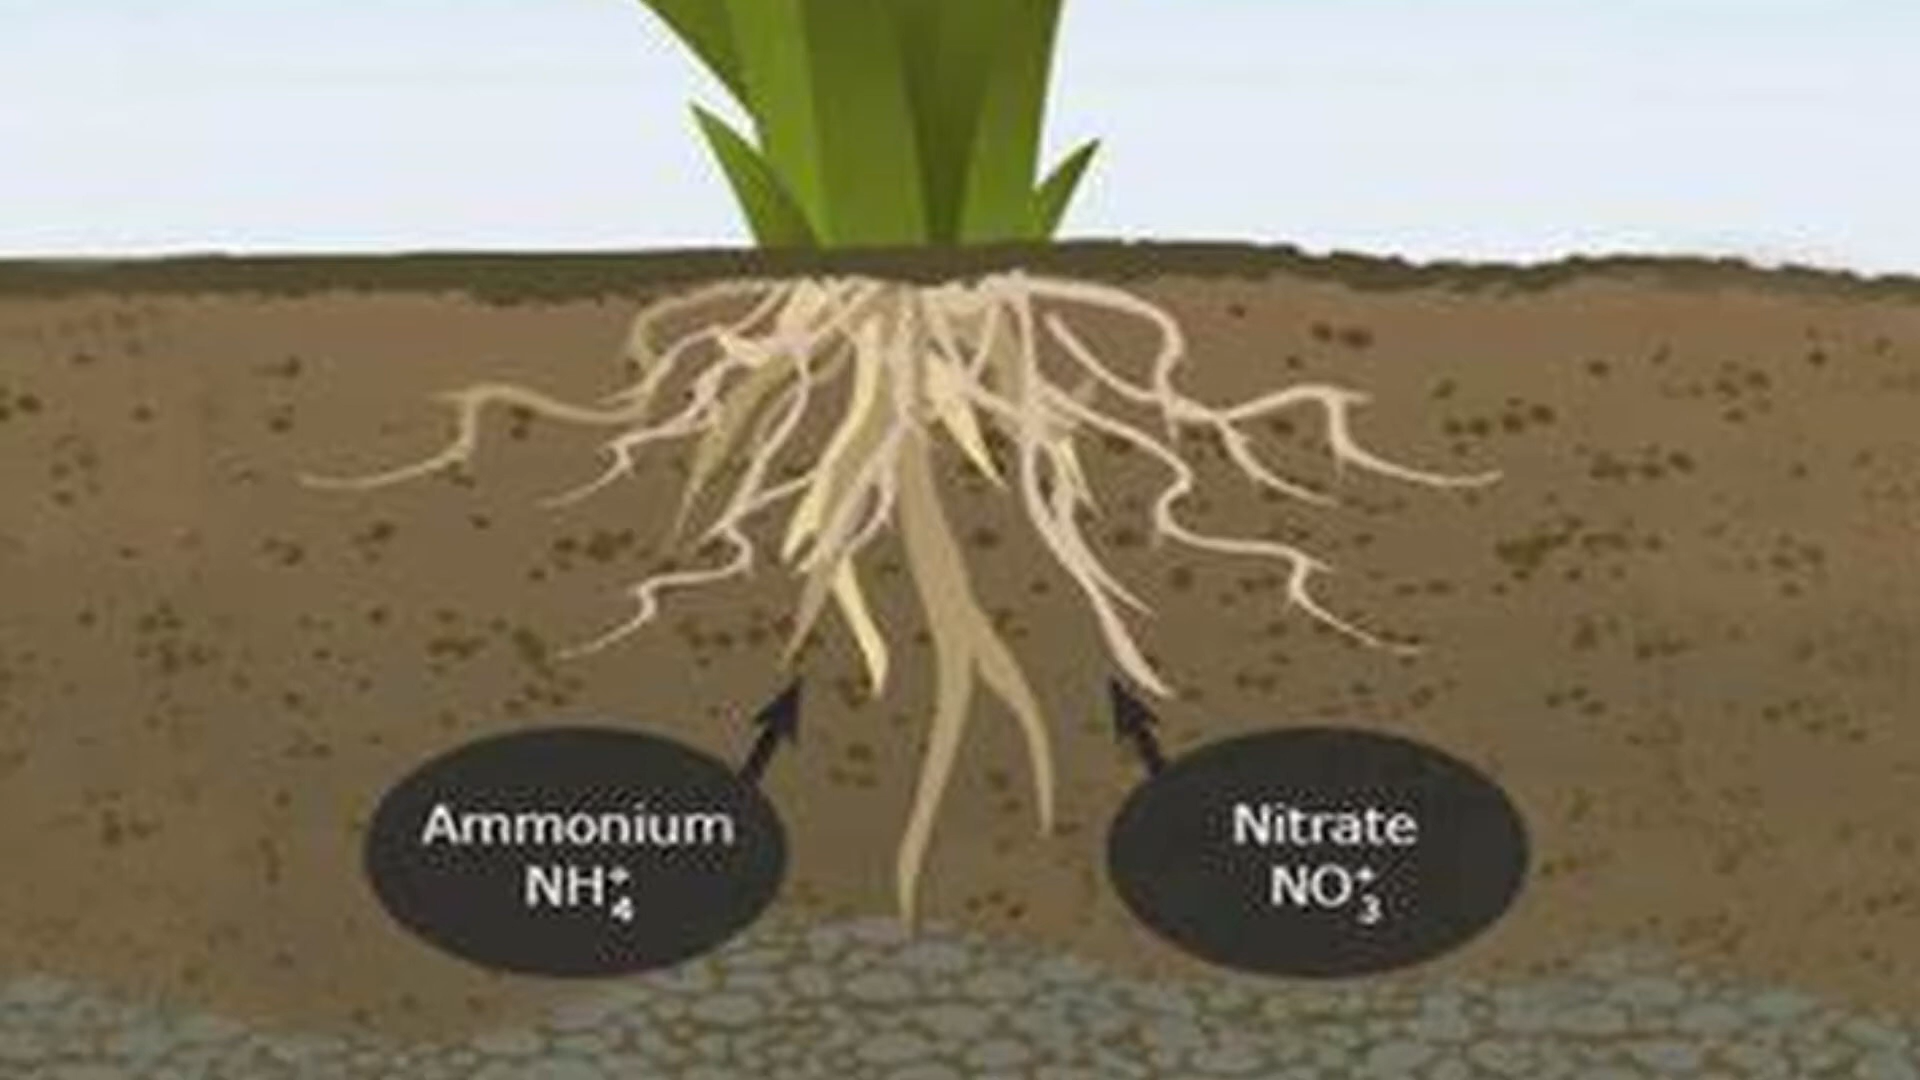 Ammonium
NH₄⁺
Nitrate
NO₃⁺